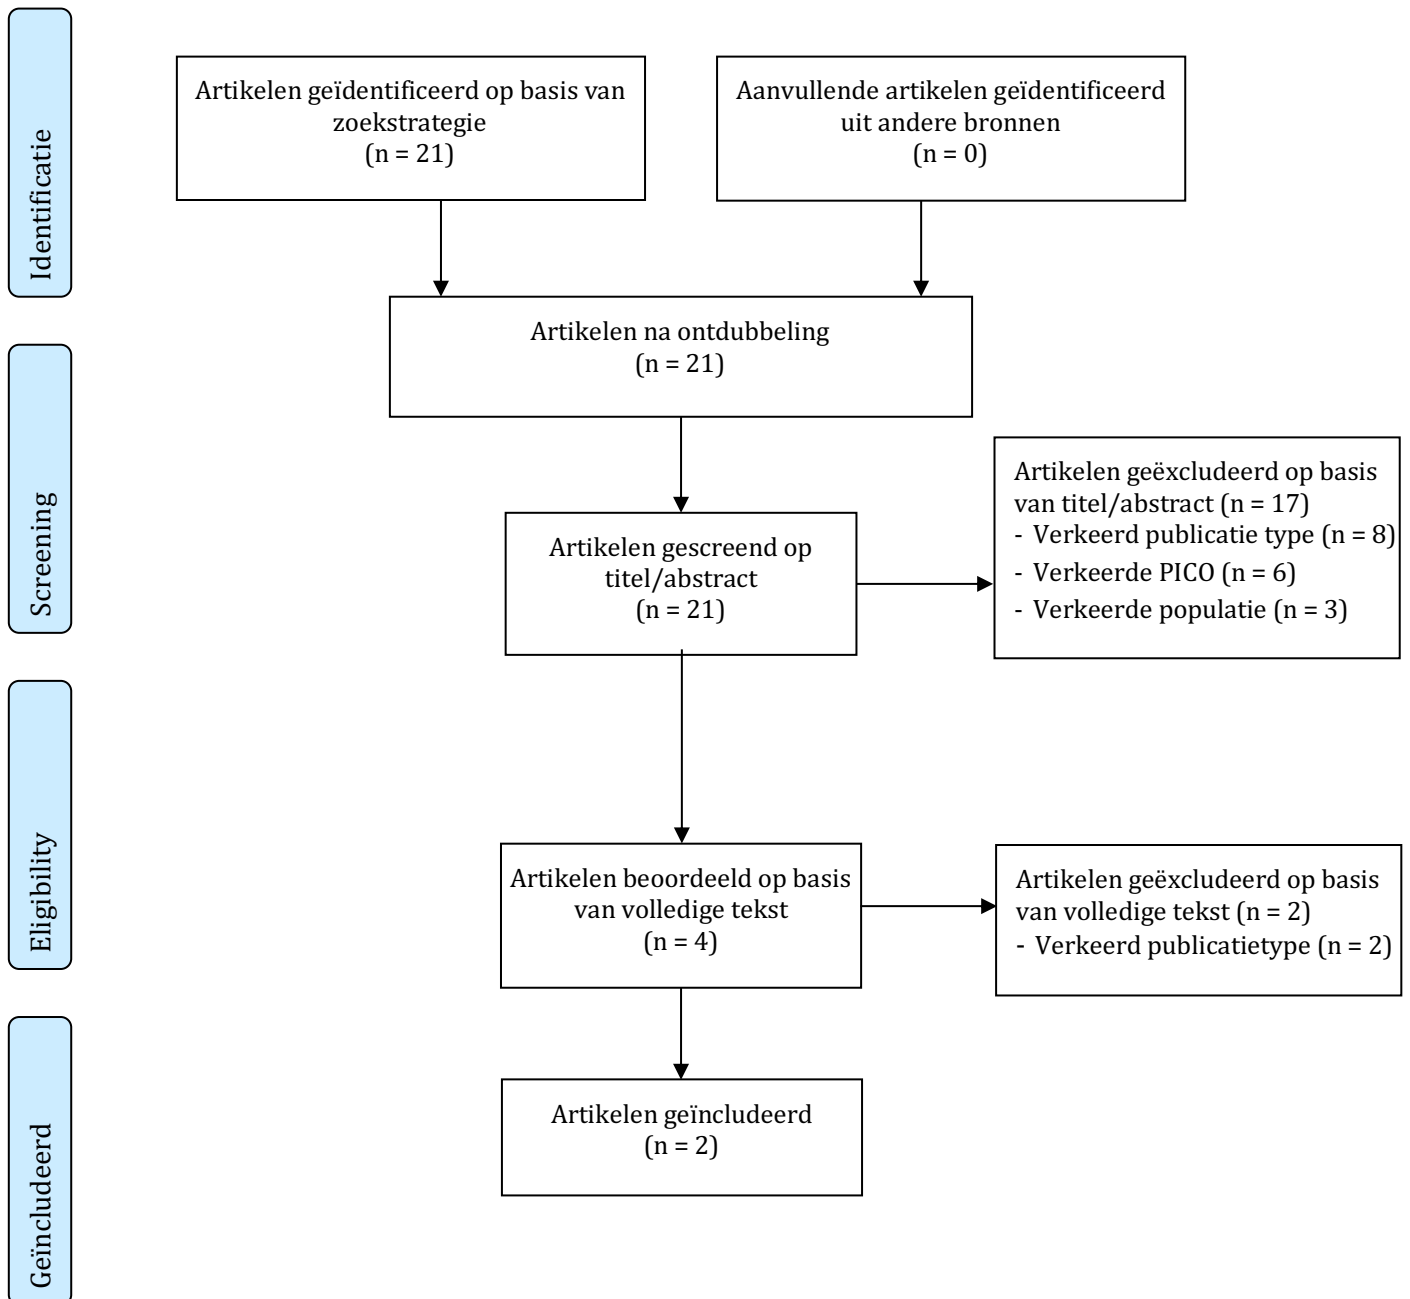 Identificatie
Artikelen geïdentificeerd op basis van
zoekstrategie
(n = 21)
Aanvullende artikelen geïdentificeerd
uit andere bronnen
(n = 0)
Artikelen na ontdubbeling
(n = 21)
Screening
Artikelen gescreend op
titel/abstract
(n = 21)
Artikelen geëxcludeerd op basis
van titel/abstract (n = 17)
- Verkeerd publicatie type (n = 8)
- Verkeerde PICO (n = 6)
- Verkeerde populatie (n = 3)
Eligibility
Artikelen beoordeeld op basis
van volledige tekst
(n = 4)
Artikelen geëxcludeerd op basis
van volledige tekst (n = 2)
- Verkeerd publicatietype (n = 2)
Geïncludeerd
Artikelen geïncludeerd
(n = 2)